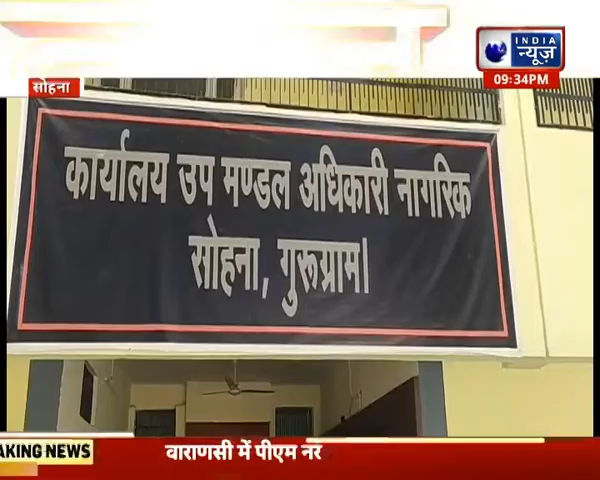 INDIA
न्यूज़
09:34PM
सोहना
कार्यालय उप मण्डल अधिकारी नागरिक
सोहना, गुरूग्राम।
AKING NEWS
वाराणसी में पीएम नरे